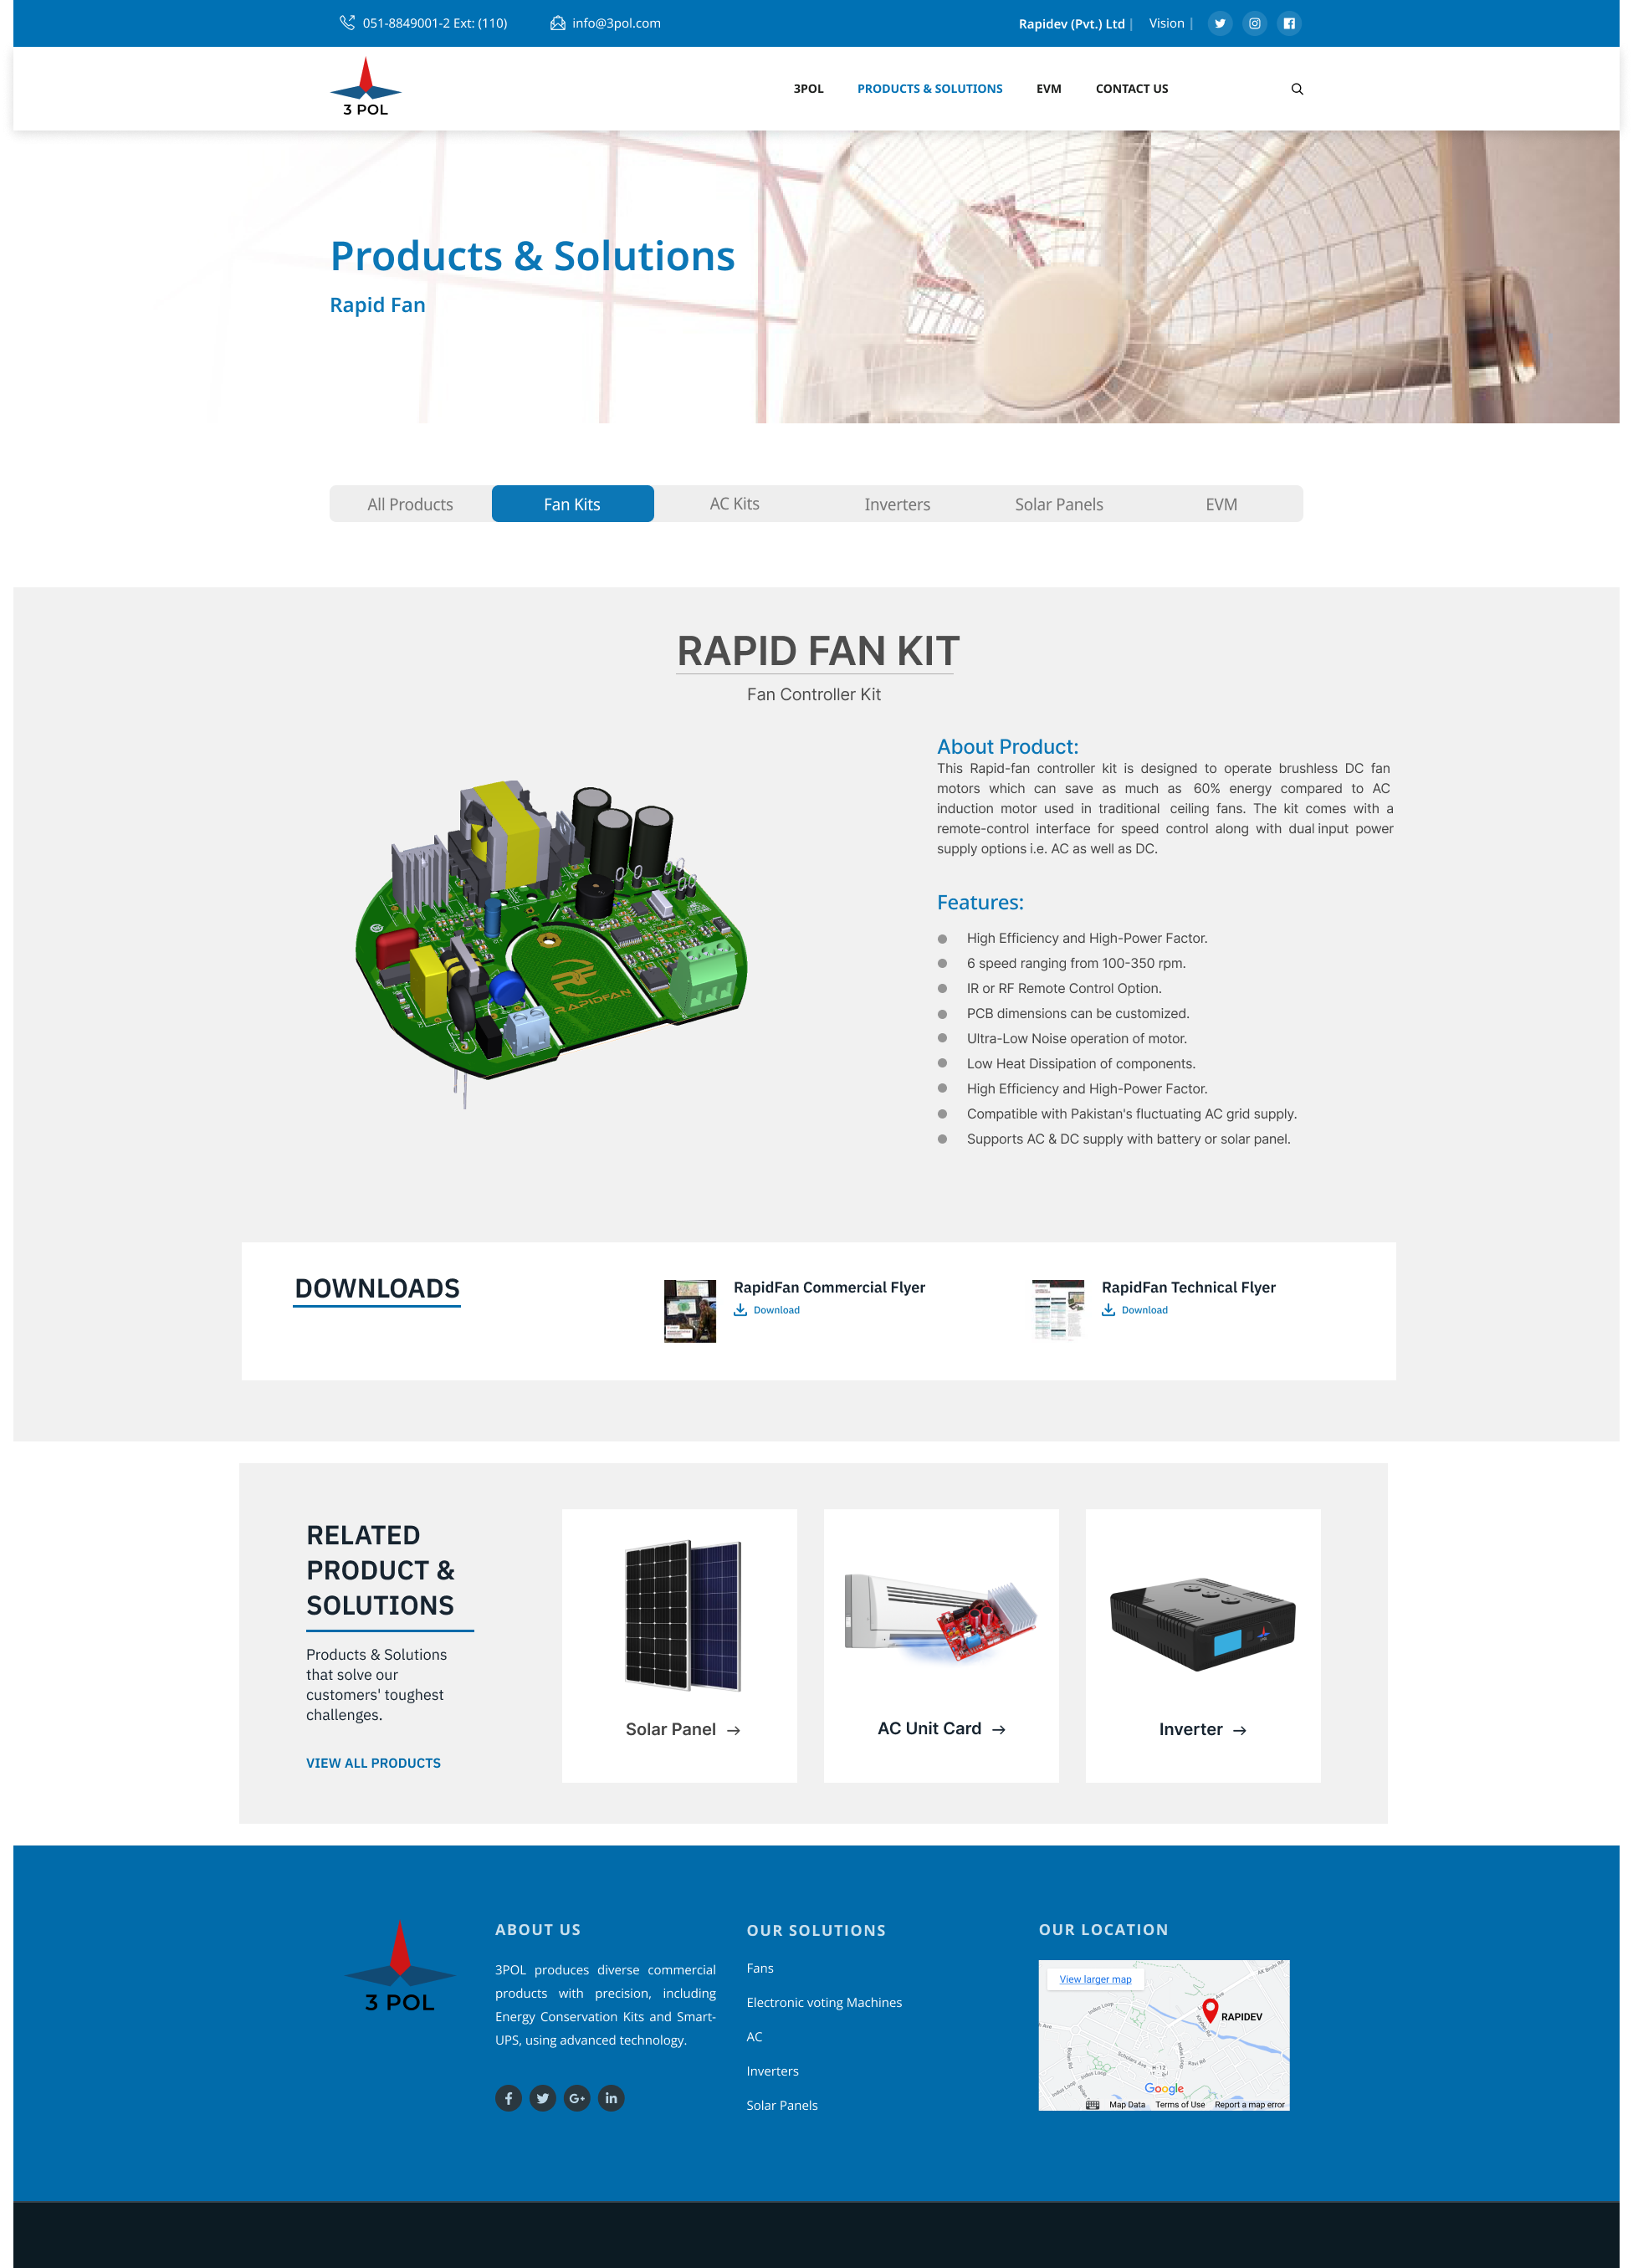 051-8849001-2 Ext: (110)
info@3pol.com
Rapidev (Pvt.) Ltd |
Vision |
3 POL
3POL
PRODUCTS & SOLUTIONS
EVM
CONTACT US
Products & Solutions
Rapid Fan
All Products
Fan Kits
AC Kits
Inverters
Solar Panels
EVM
RAPID FAN KIT
Fan Controller Kit
RF
RAPIDFAN
About Product:
This Rapid-fan controller kit is designed to operate brushless DC fan
motors which can save as much as 60% energy compared to AC
induction motor used in traditional ceiling fans. The kit comes with a
remote-control interface for speed control along with dual input power
supply options i.e. AC as well as DC.
Features:
High Efficiency and High-Power Factor.
6 speed ranging from 100-350 rpm.
IR or RF Remote Control Option.
PCB dimensions can be customized.
Ultra-Low Noise operation of motor.
Low Heat Dissipation of components.
High Efficiency and High-Power Factor.
Compatible with Pakistan's fluctuating AC grid supply.
Supports AC & DC supply with battery or solar panel.
DOWNLOADS
RapidFan Commercial Flyer
Download
RapidFan Technical Flyer
Download
RELATED
PRODUCT &
SOLUTIONS
Products & Solutions
that solve our
customers' toughest
challenges.
VIEW ALL PRODUCTS
Solar Panel →
AC Unit Card →
Inverter →
3 POL
ABOUT US
3POL produces diverse commercial
products with precision, including
Energy Conservation Kits and Smart-
UPS, using advanced technology.
OUR SOLUTIONS
Fans
Electronic voting Machines
AC
Inverters
Solar Panels
OUR LOCATION
View larger map
RAPIDEV
Indus Loop
Scholars Ave
Indus Loop
Google
Map Data
Terms of Use
Report a map error